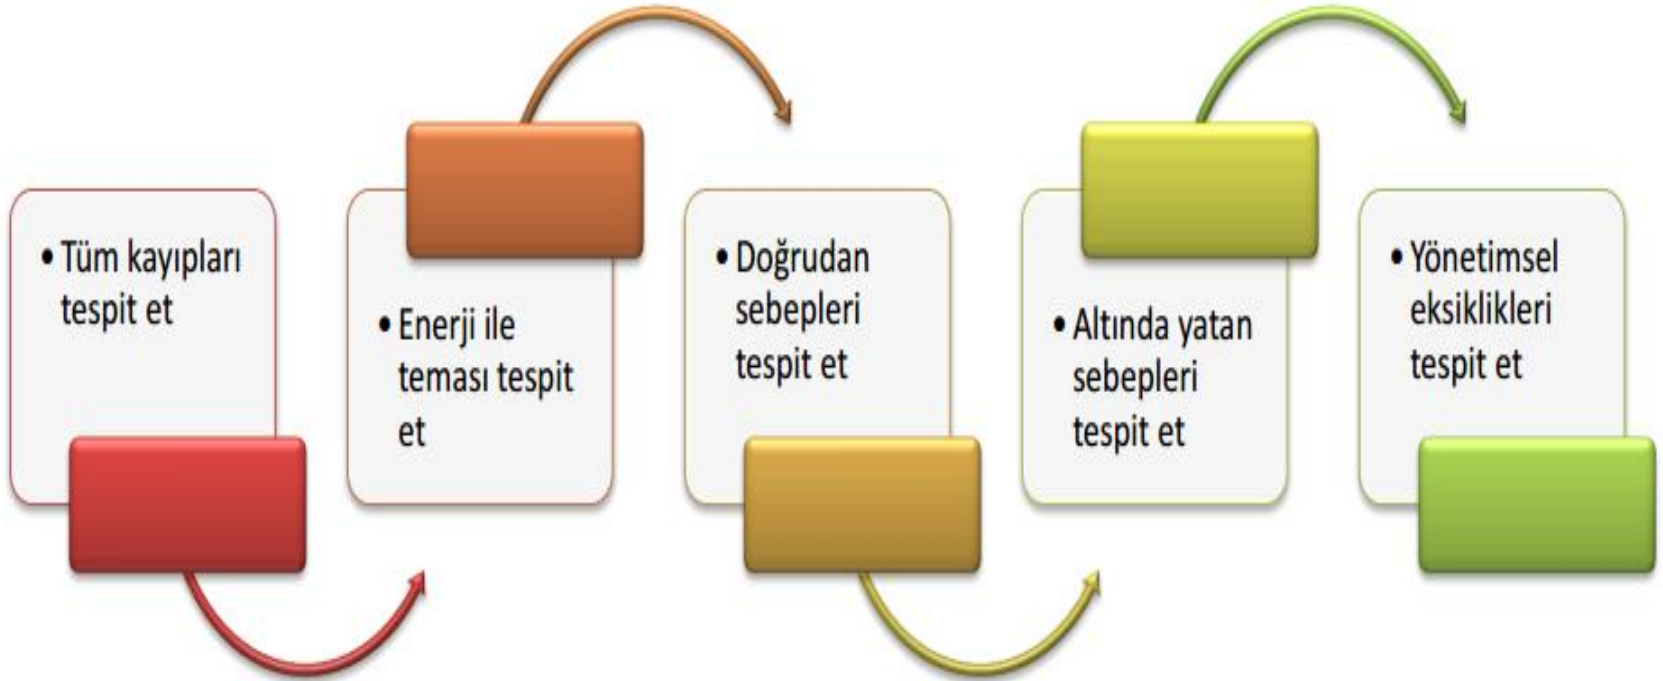 • Tüm kayıpları
tespit et
• Enerji ile
teması tespit
et
• Doğrudan
sebepleri
tespit et
• Altında yatan
sebepleri
tespit et
• Yönetimsel
eksiklikleri
tespit et